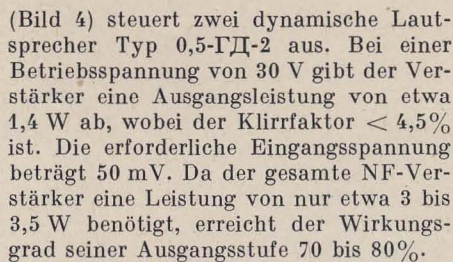 (Bild 4) steuert zwei dynamische Laut-
sprecher Typ 0,5-ГД-2 aus. Bei einer
Betriebsspannung von 30 V gibt der Ver-
stärker eine Ausgangsleistung von etwa
1,4 W ab, wobei der Klirrfaktor < 4,5%
ist. Die erforderliche Eingangsspannung
beträgt 50 mV. Da der gesamte NF-Ver-
stärker eine Leistung von nur etwa 3 bis
3,5 W benötigt, erreicht der Wirkungs-
grad seiner Ausgangsstufe 70 bis 80%.